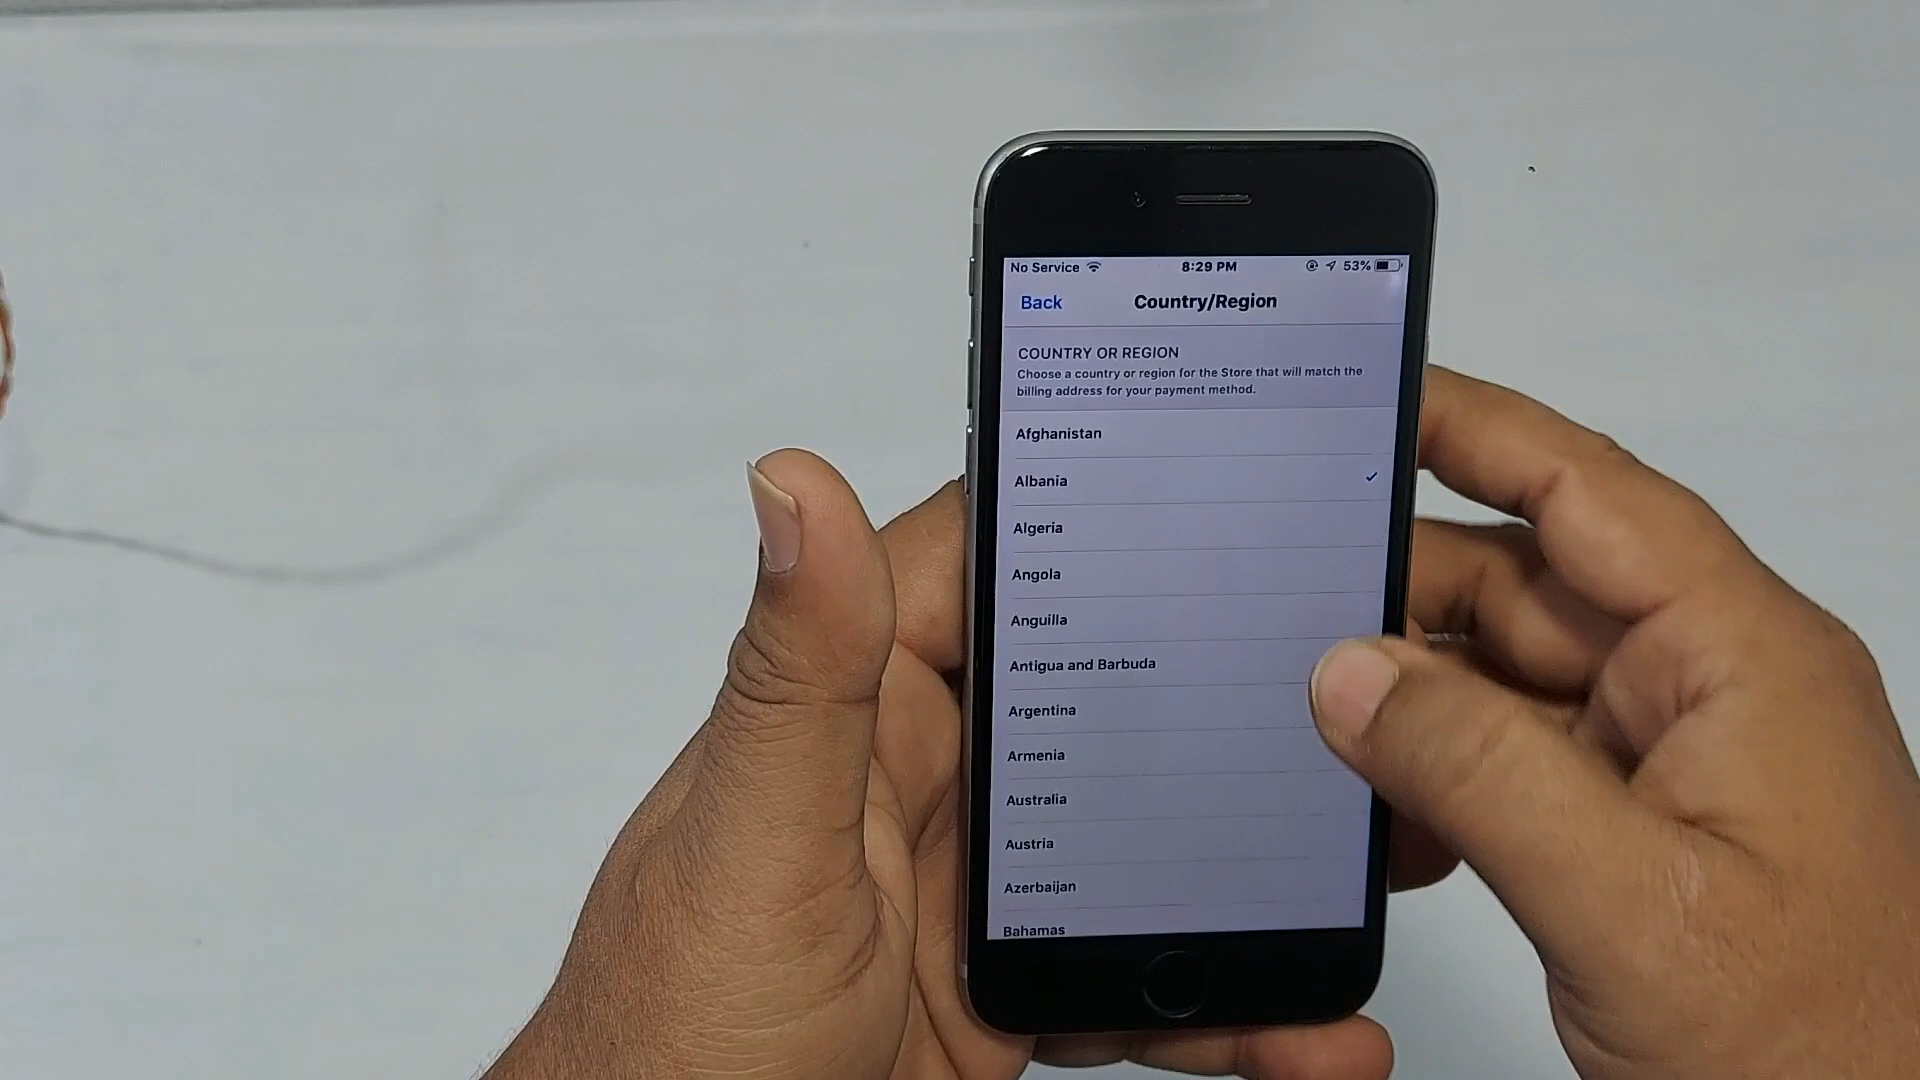 No Service 8:29 PM 53%
Back Country/Region
COUNTRY OR REGION
Choose a country or region for the Store that will match the
billing address for your payment method.
Afghanistan
Albania
Algeria
Angola
Anguilla
Antigua and Barbuda
Argentina
Armenia
Australia
Austria
Azerbaijan
Bahamas